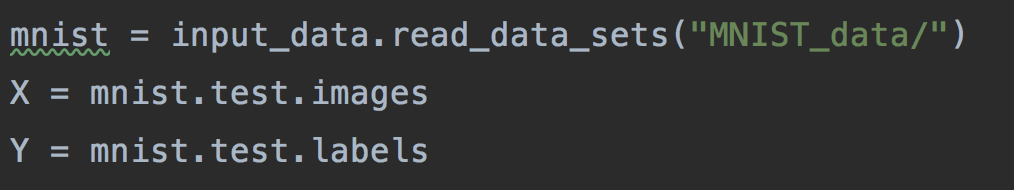 mnist = input_data.read_data_sets("MNIST_data/")
X = mnist.test.images
Y = mnist.test.labels